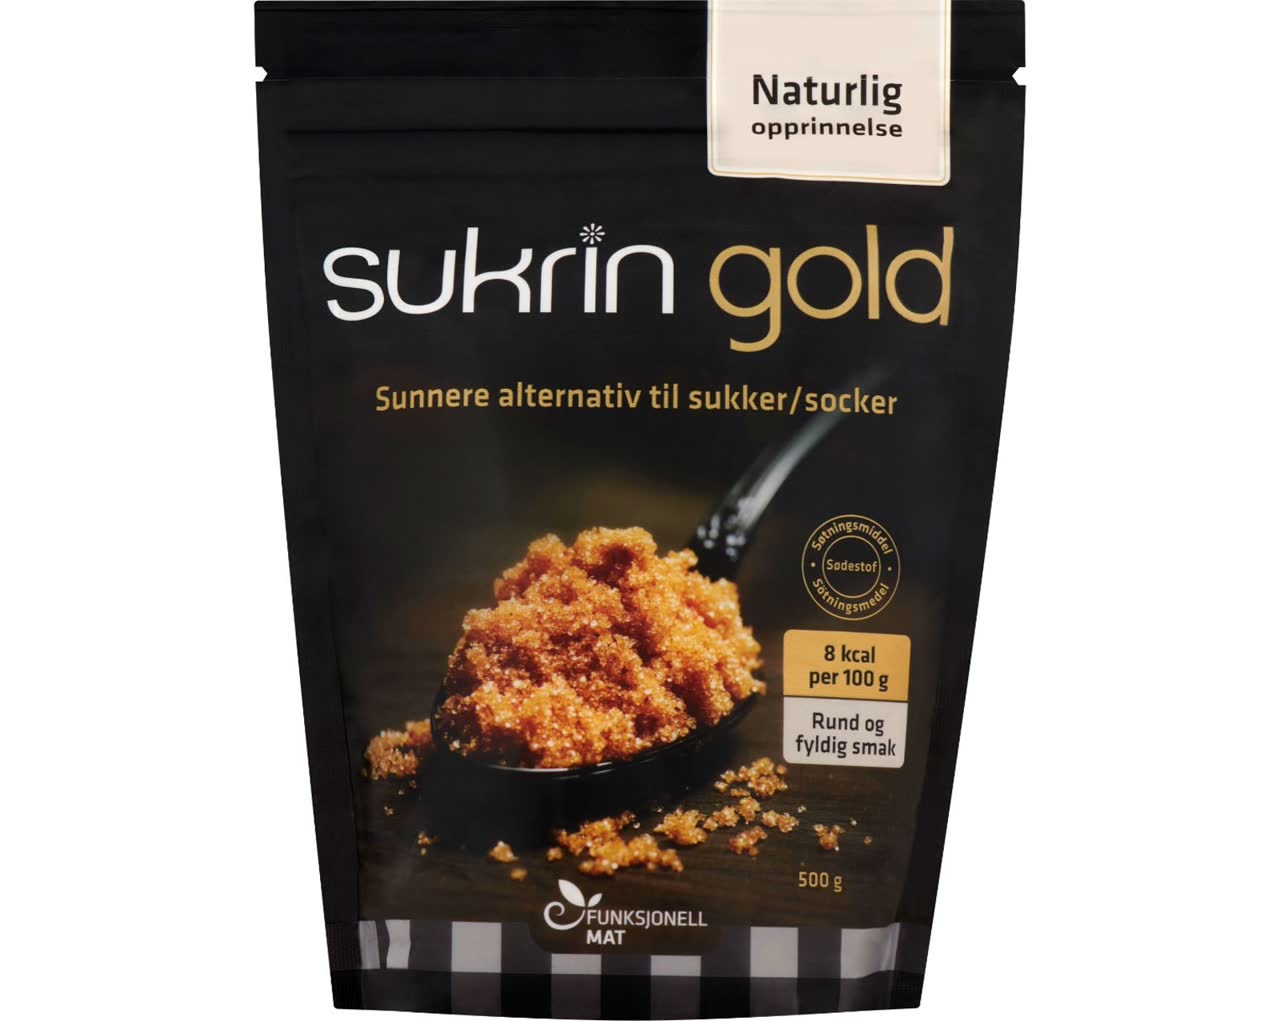 Naturlig
opprinnelse
sukrin gold
Sunnere alternativ til sukker/socker
Søtningsmiddel
Sødestof
Sötningsmedel
8 kcal
per 100 g
Rund og
fyldig smak
500 g
FUNKSJONELL
MAT